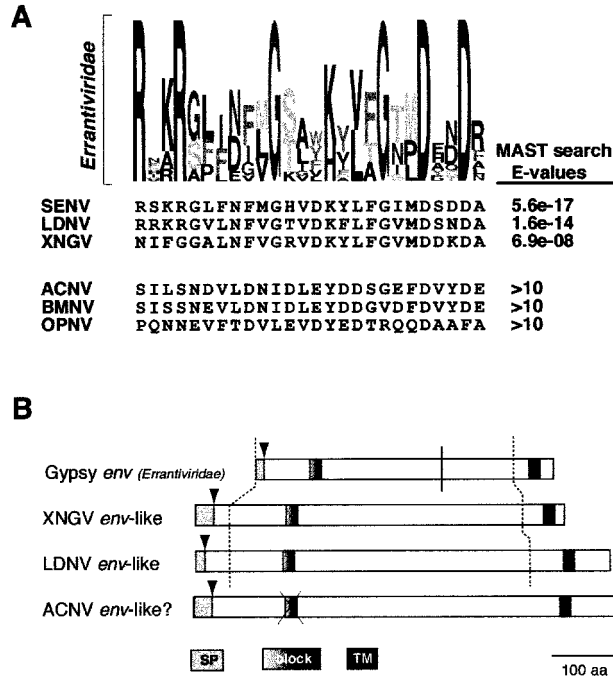 A
Errantiviridae
MAST search
E-values
SENV RSKRGLFNFMGHVDKYLFGIMDSDDA 5.6e-17
LDNV RRKRGVLNFVGTVDKFLFGVMDSNDA 1.6e-14
XNGV NIFGGALNFVGRVDKYLFGVMDDKDA 6.9e-08
ACNV SILSNDVLDNIDLEYDDSGEFDVYDE >10
BMNV SISSNEVLDNIDLEYDDGVDFDVYDE >10
OPNV PQNNEVFTDVLEVDYEDTRQQDAAFA >10
B
Gypsy env (Errantiviridae)
XNGV env-like
LDNV env-like
ACNV env-like?
SP block TM
100 aa